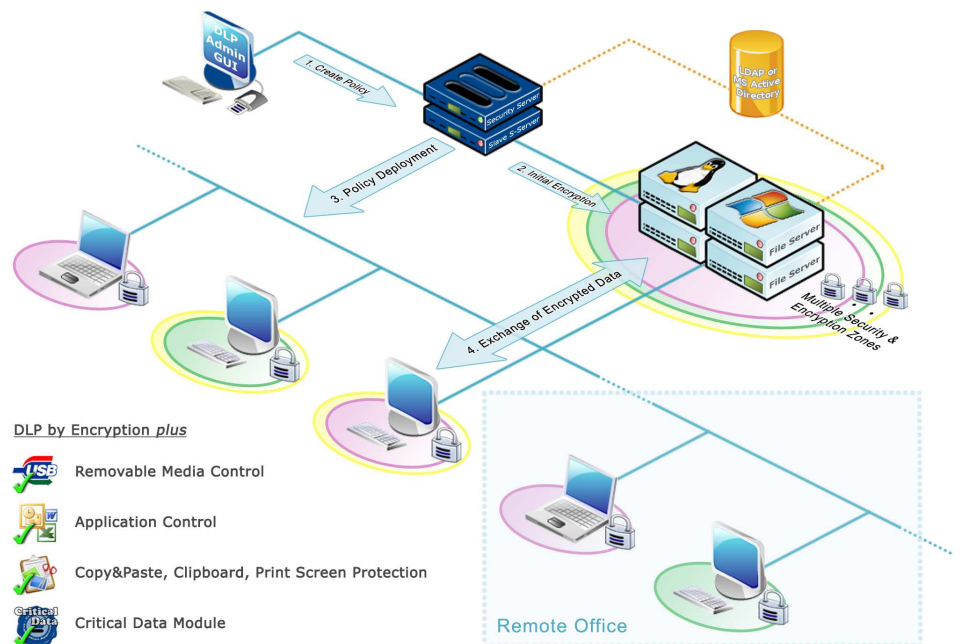 DLP
Admin
GUI
1. Create Policy
Security Server
Slave S-Server
LDAP or
MS Active
Directory
3. Policy Deployment
2. Initial Encryption
File Server
File Server
4. Exchange of Encrypted Data
Multiple Security &
Encryption Zones
DLP by Encryption plus
USB
Removable Media Control
W
X
Application Control
Copy&Paste, Clipboard, Print Screen Protection
Critical
Data
Critical Data Module
Remote Office